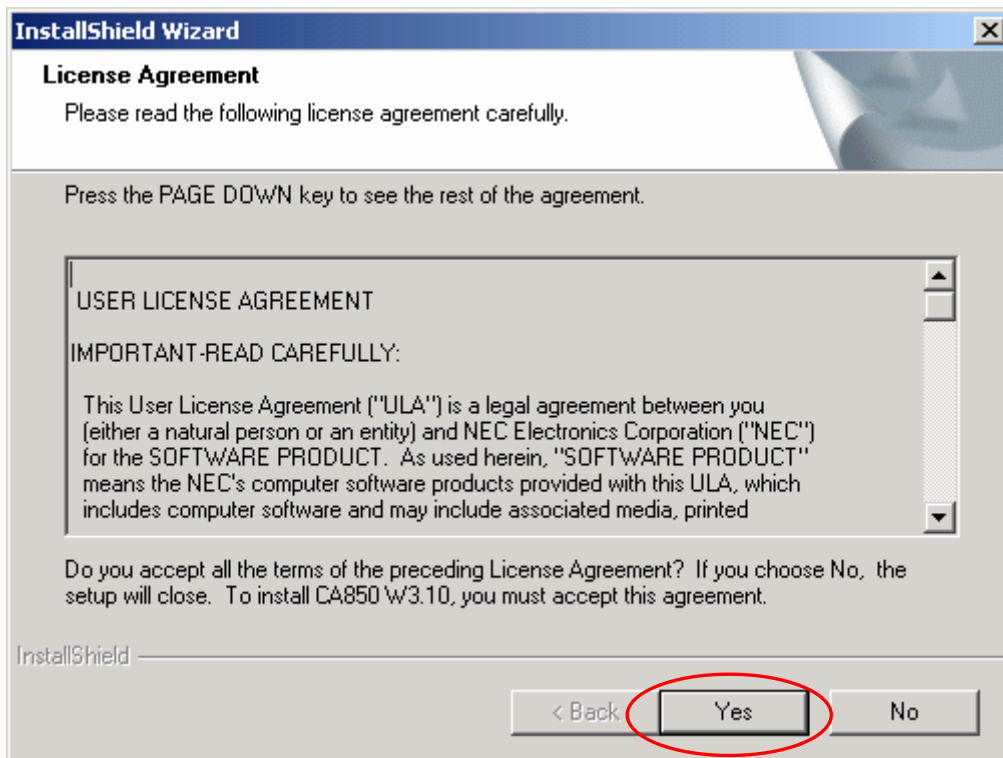 InstallShield Wizard
License Agreement
Please read the following license agreement carefully.
Press the PAGE DOWN key to see the rest of the agreement.
USER LICENSE AGREEMENT
IMPORTANT-READ CAREFULLY:
This User License Agreement ("ULA") is a legal agreement between you
(either a natural person or an entity) and NEC Electronics Corporation ("NEC")
for the SOFTWARE PRODUCT.  As used herein, "SOFTWARE PRODUCT"
means the NEC's computer software products provided with this ULA, which
includes computer software and may include associated media, printed
Do you accept all the terms of the preceding License Agreement?  If you choose No,  the
setup will close.  To install CA850 W3.10, you must accept this agreement.
InstallShield
< Back
Yes
No